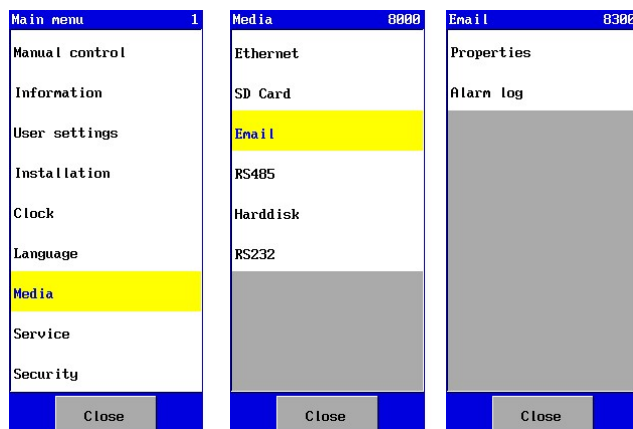 Main menu 1
Manual control
Information
User settings
Installation
Clock
Language
Media
Service
Security
Close
Media 8000
Ethernet
SD Card
Email
RS485
Harddisk
RS232
Close
Email 8300
Properties
Alarm log
Close